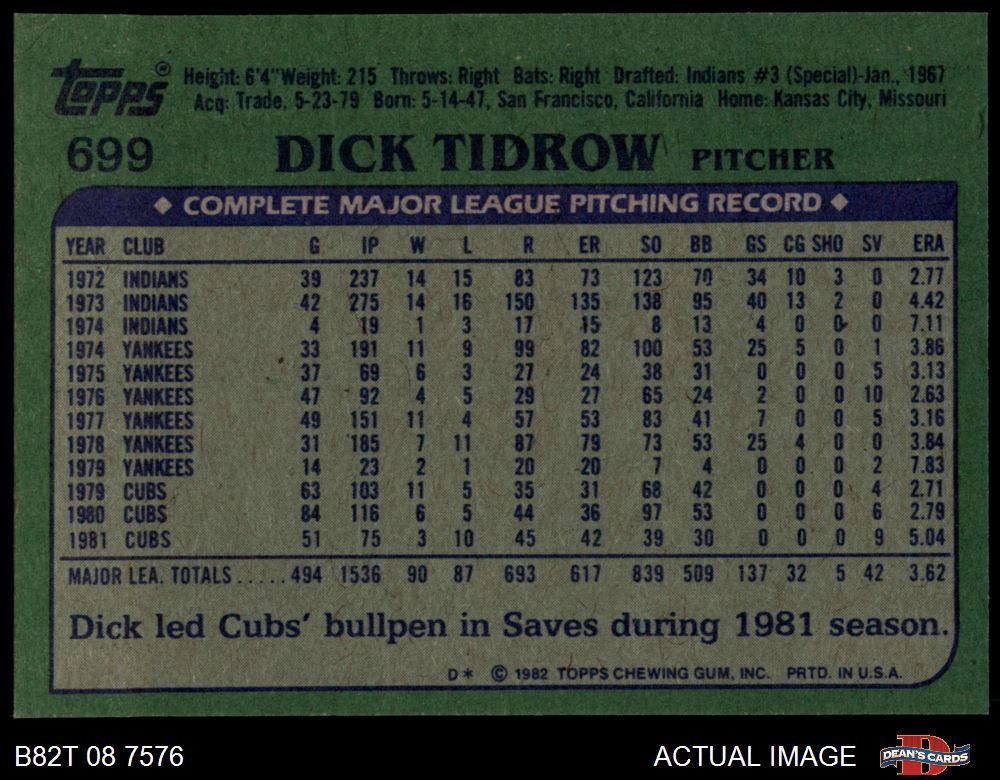 topps® Height: 6'4" Weight: 215 Throws: Right Bats: Right Drafted: Indians #3 (Special)-Jan., 1967
Acq: Trade, 5-23-79 Born: 5-14-47, San Francisco, California Home: Kansas City, Missouri
699 DICK TIDROW PITCHER
◆ COMPLETE MAJOR LEAGUE PITCHING RECORD ◆
YEAR CLUB G IP W L R ER SO BB GS CG SHO SV ERA
1972 INDIANS 39 237 14 15 83 73 123 70 34 10 3 0 2.77
1973 INDIANS 42 275 14 16 150 135 138 95 40 13 2 0 4.42
1974 INDIANS 4 19 1 3 17 15 8 13 4 0 0 0 7.11
1974 YANKEES 33 191 11 9 99 82 100 53 25 5 0 1 3.86
1975 YANKEES 37 69 6 3 27 24 38 31 0 0 0 5 3.13
1976 YANKEES 47 92 4 5 29 27 65 24 2 0 0 10 2.63
1977 YANKEES 49 151 11 4 57 53 83 41 7 0 0 5 3.16
1978 YANKEES 31 185 7 11 87 79 73 53 25 4 0 0 3.84
1979 YANKEES 14 23 2 1 20 20 7 4 0 0 0 2 7.83
1979 CUBS 63 103 11 5 35 31 68 42 0 0 0 4 2.71
1980 CUBS 84 116 6 5 44 36 97 53 0 0 0 6 2.79
1981 CUBS 51 75 3 10 45 42 39 30 0 0 0 9 5.04
MAJOR LEA. TOTALS ..... 494 1536 90 87 693 617 839 509 137 32 5 42 3.62
Dick led Cubs' bullpen in Saves during 1981 season.
D* © 1982 TOPPS CHEWING GUM, INC. PRTD. IN U.S.A.
B82T 08 7576 ACTUAL IMAGE DEAN'S CARDS